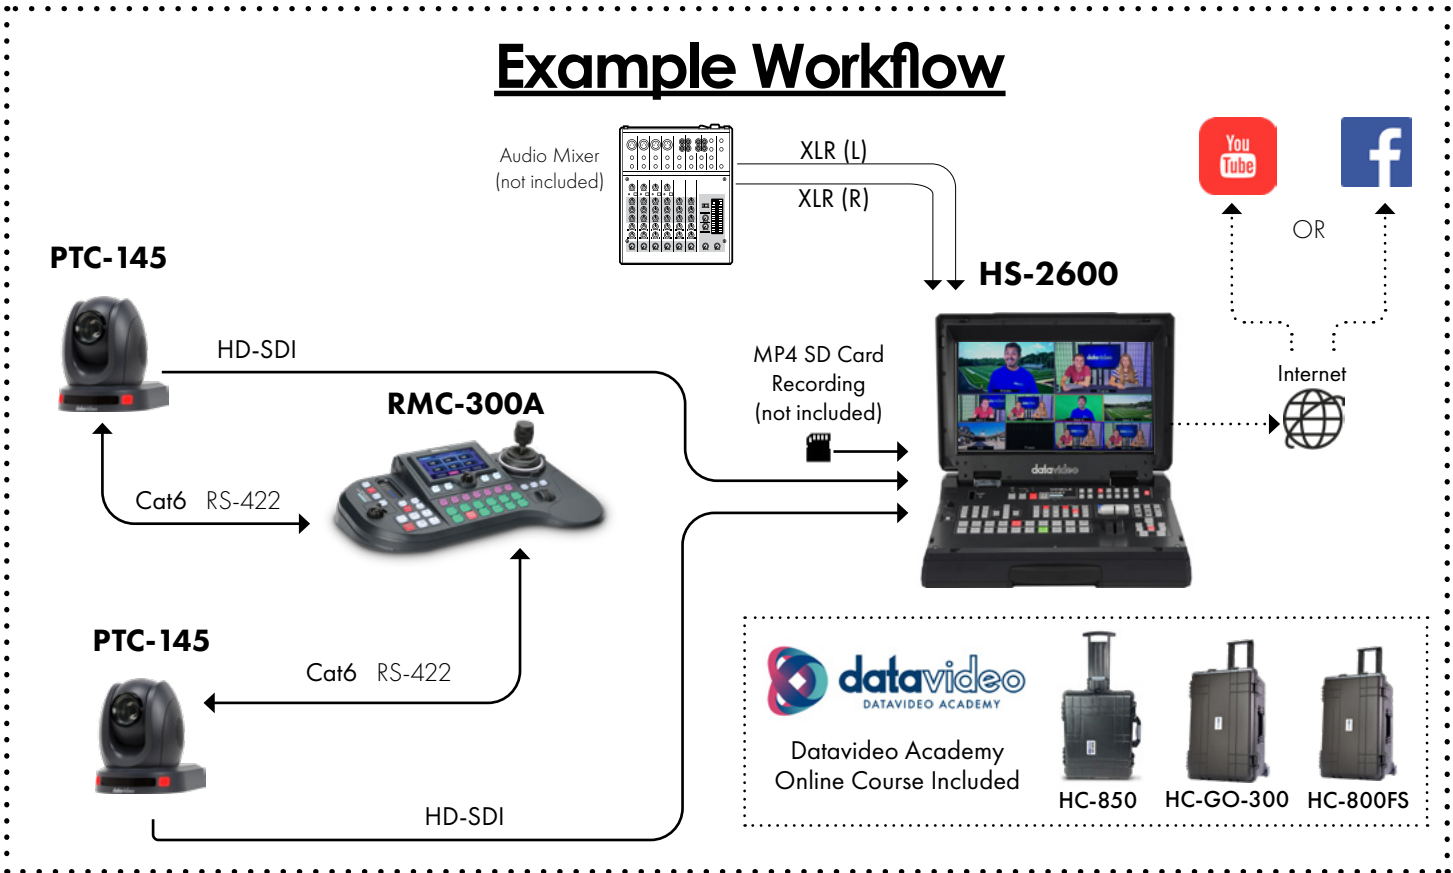 Example Workflow
Audio Mixer
(not included)
XLR (L)
XLR (R)
You
Tube
f
OR
PTC-145
HS-2600
HD-SDI
MP4 SD Card
Recording
(not included)
Internet
RMC-300A
datavideo
Cat6 RS-422
PTC-145
Cat6 RS-422
datavideo
DATAVIDEO ACADEMY
Datavideo Academy
Online Course Included
HC-850
HC-GO-300
HC-800FS
HD-SDI